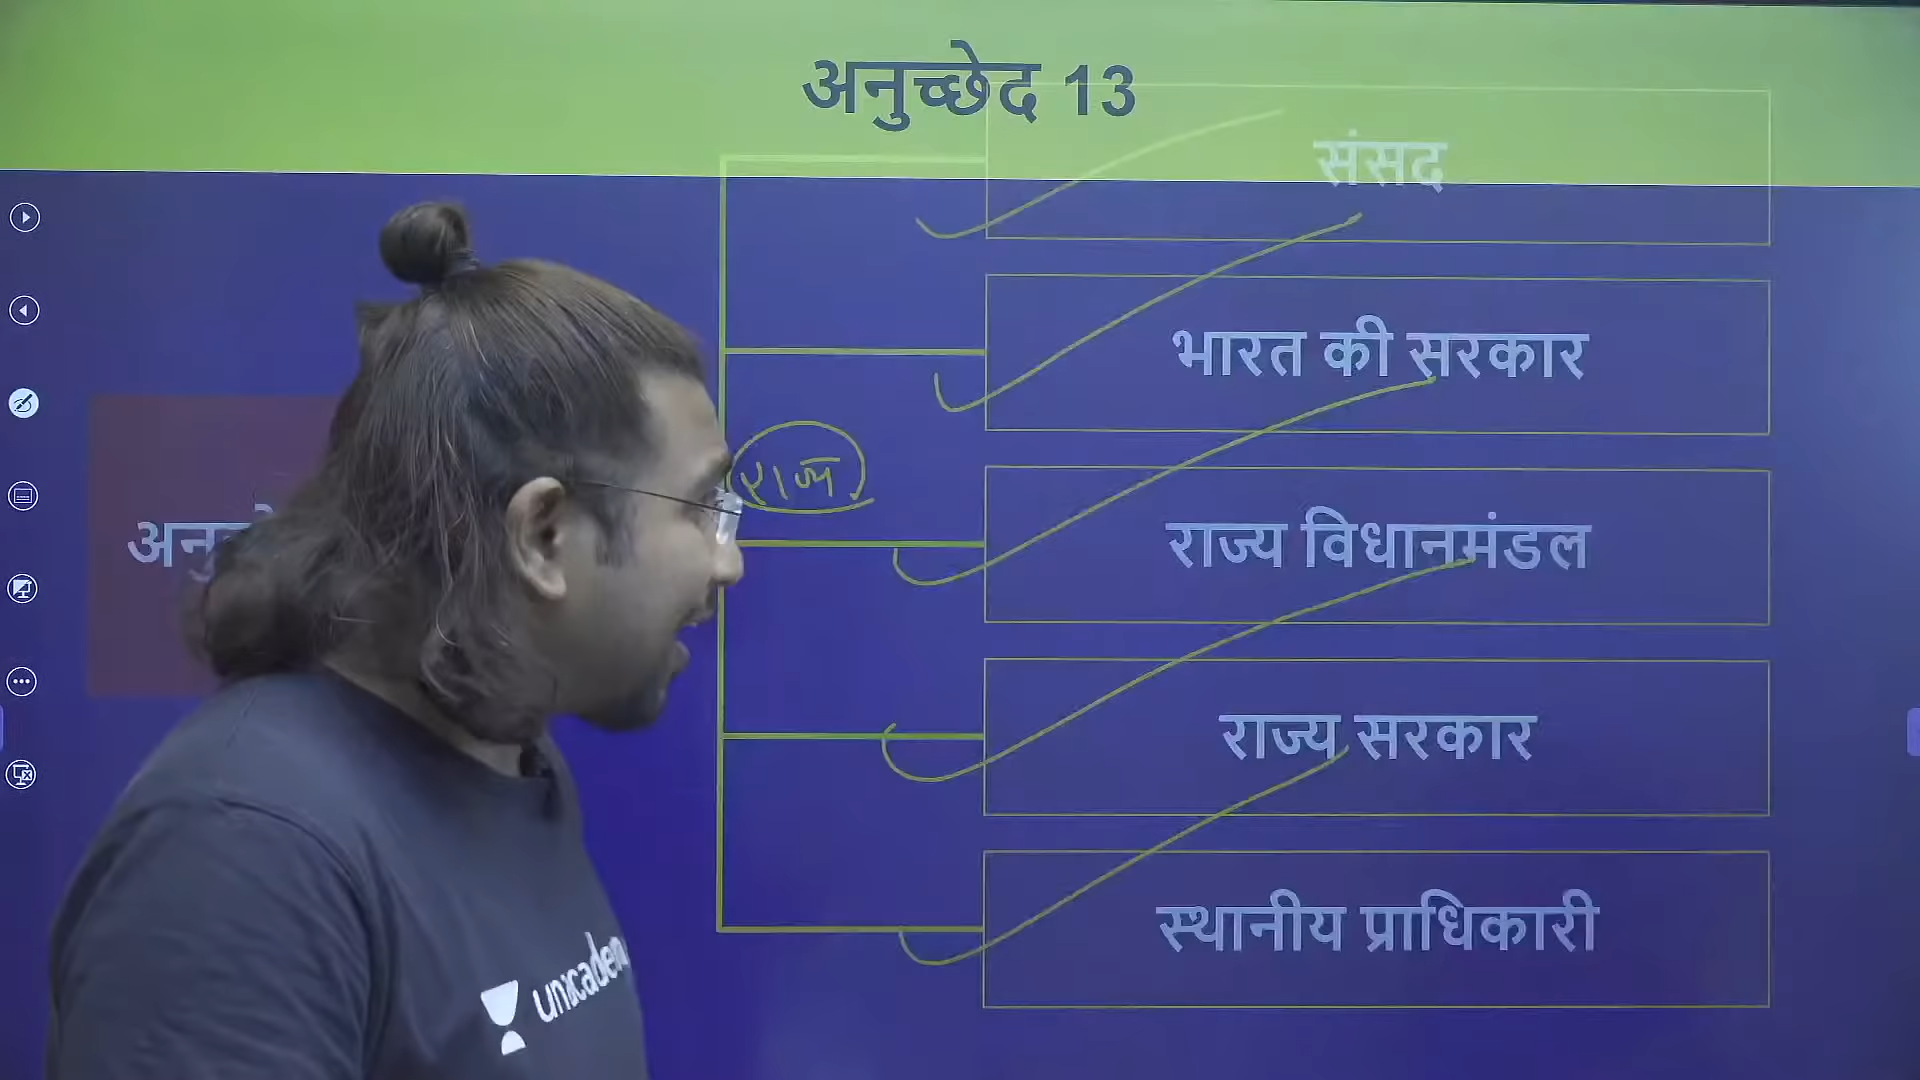 अनुच्छेद 13
संसद
भारत की सरकार
राज्य
राज्य विधानमंडल
राज्य सरकार
स्थानीय प्राधिकारी
unacademy